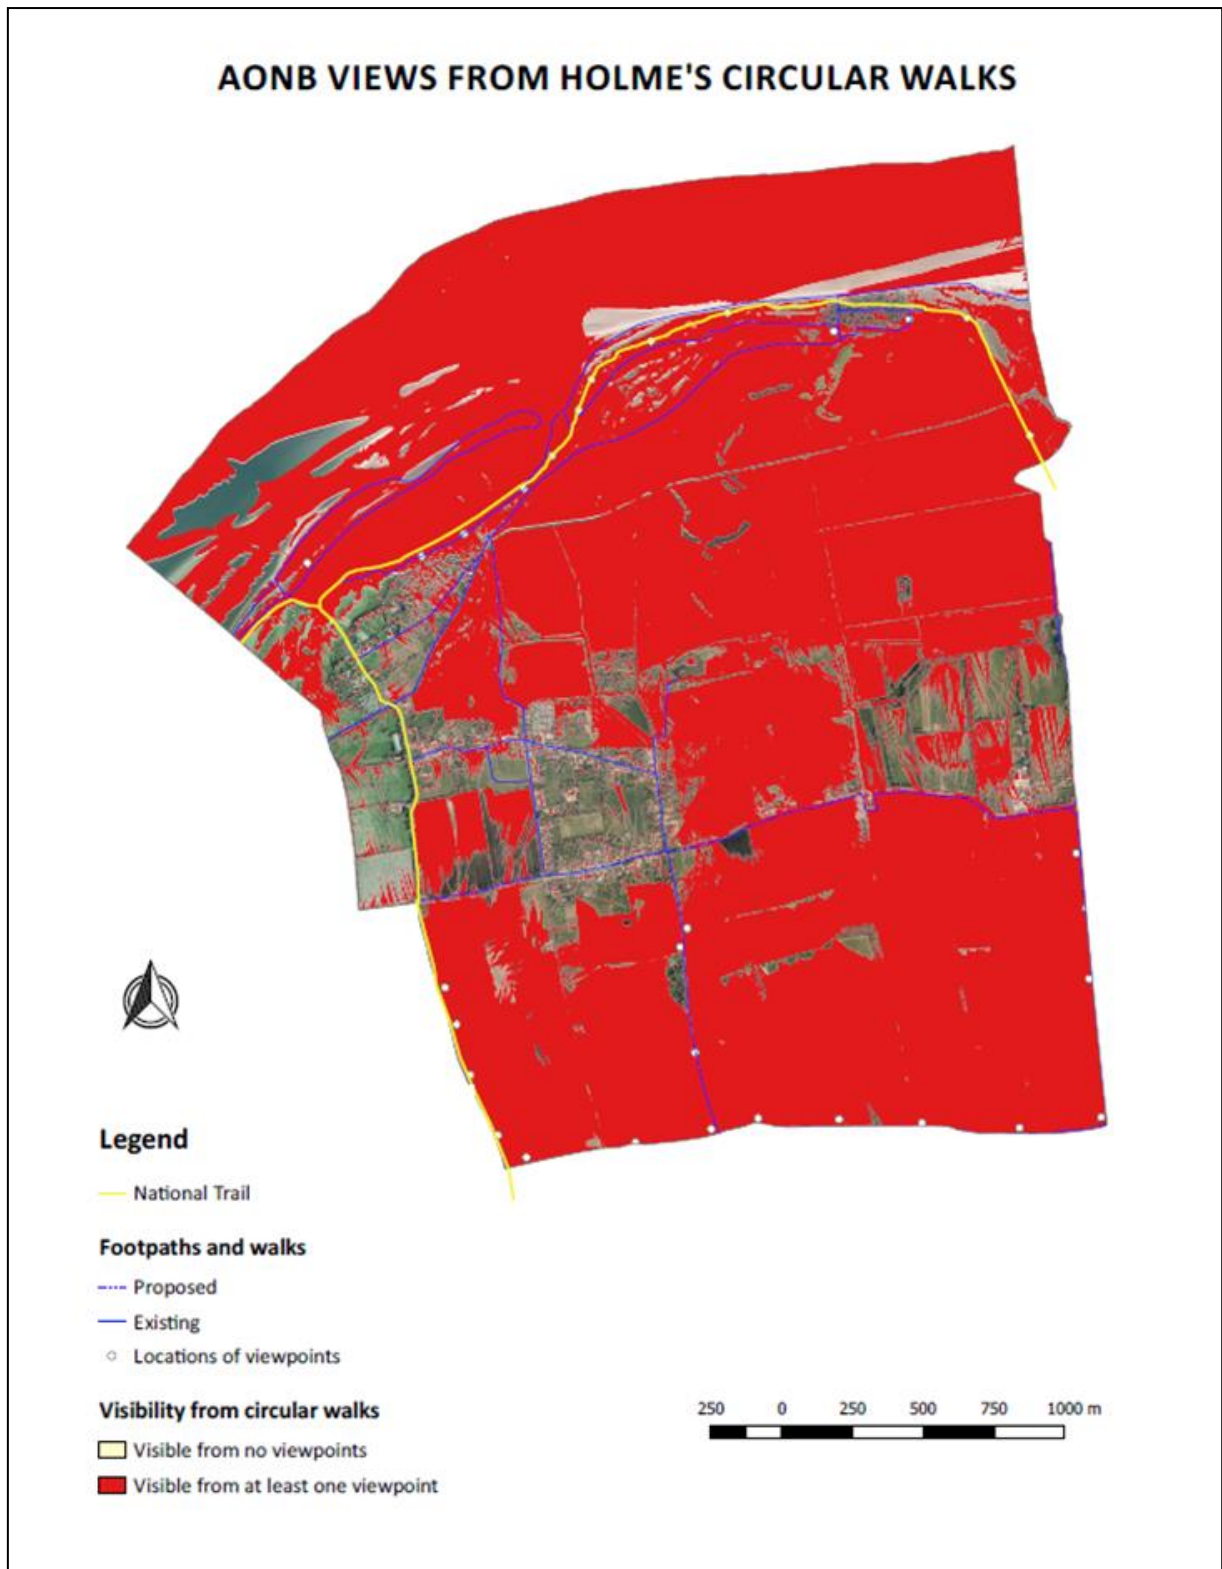 AONB VIEWS FROM HOLME'S CIRCULAR WALKS
Legend
National Trail
Footpaths and walks
Proposed
Existing
Locations of viewpoints
Visibility from circular walks
Visible from no viewpoints
Visible from at least one viewpoint
250 0 250 500 750 1000 m